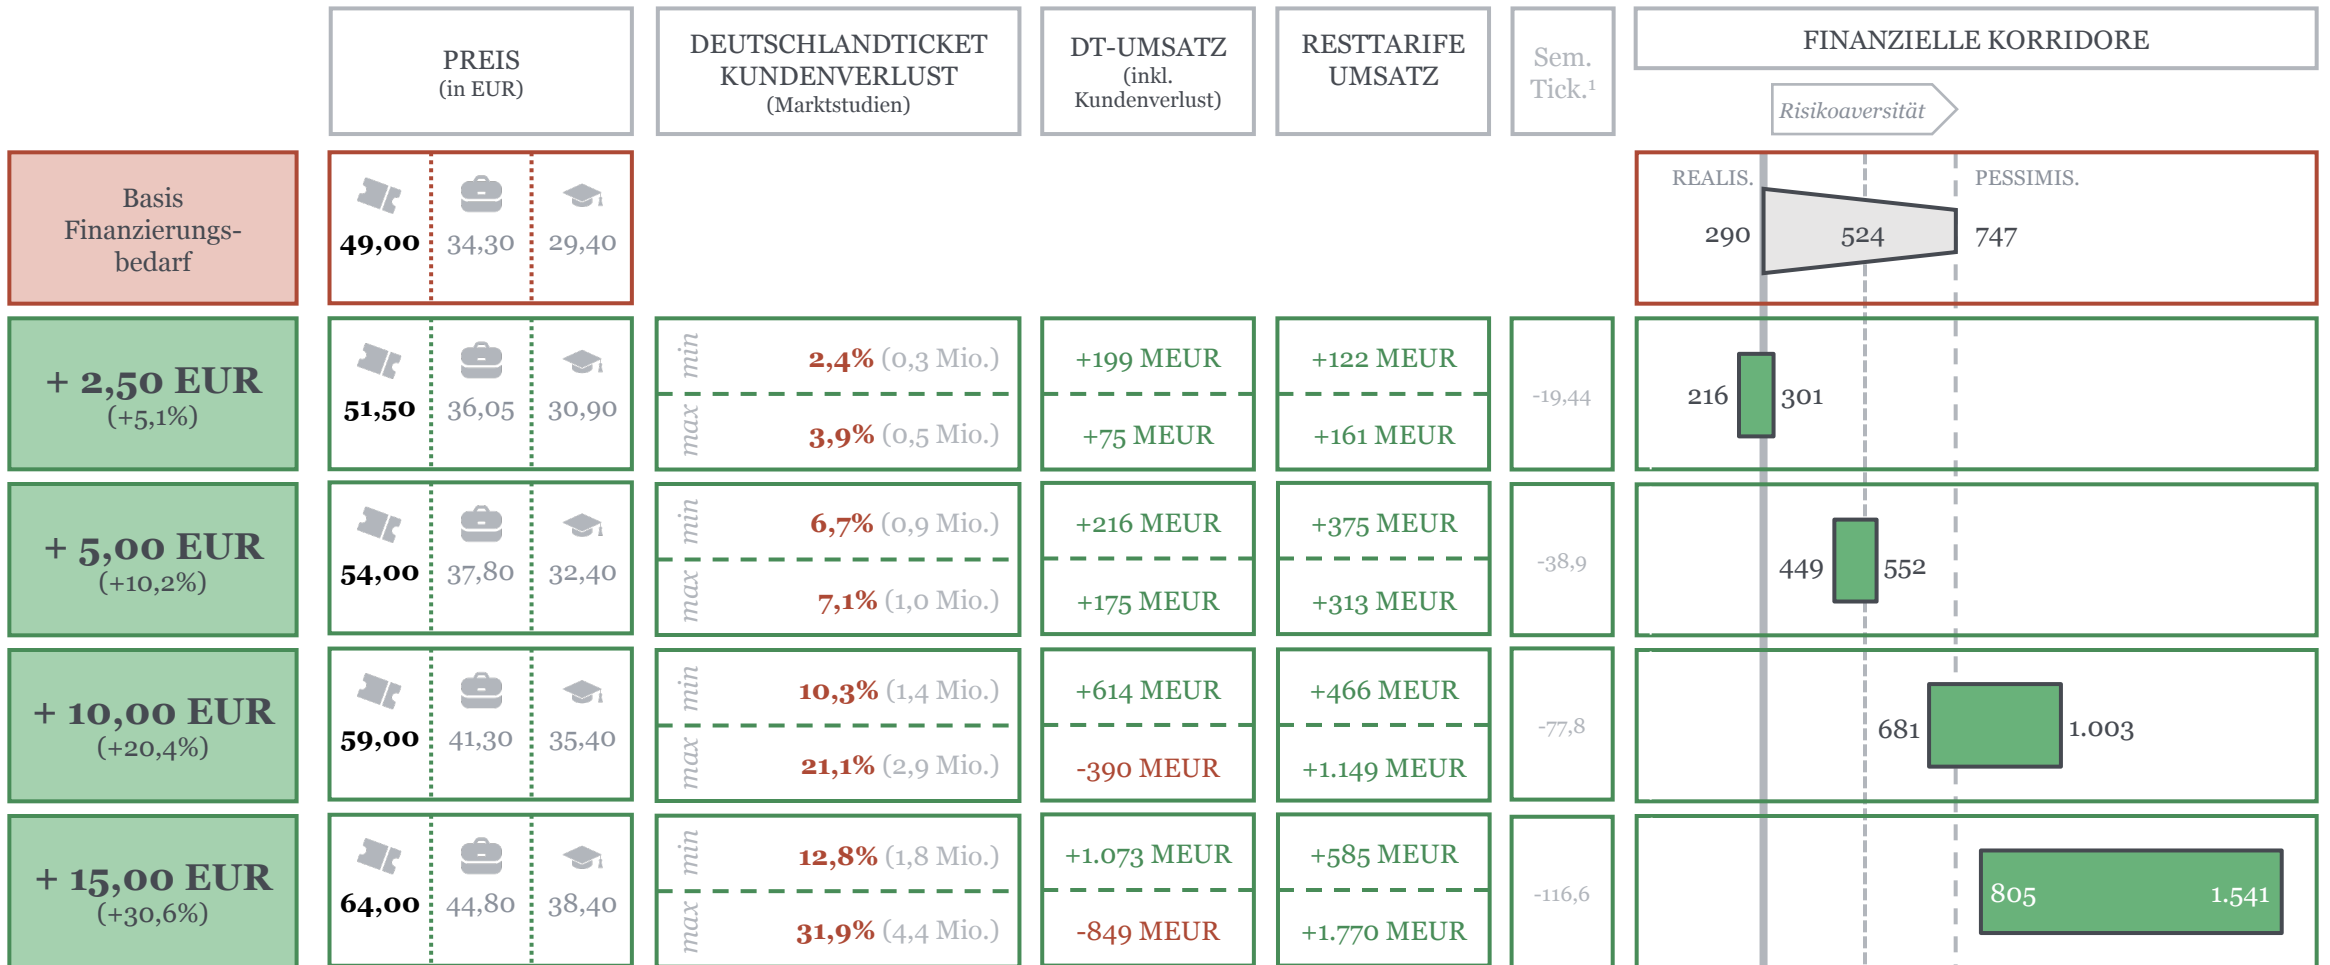 PREIS
(in EUR)
DEUTSCHLANDTICKET
KUNDENVERLUST
(Marktstudien)
DT-UMSATZ
(inkl.
Kundenverlust)
RESTTARIFE
UMSATZ
Sem.
Tick.¹
FINANZIELLE KORRIDORE
Risikoaversität
Basis
Finanzierungs-
bedarf
49,00 34,30 29,40
REALIS. PESSIMIS.
290 524 747
+ 2,50 EUR
(+5,1%)
51,50 36,05 30,90
min 2,4% (0,3 Mio.) +199 MEUR +122 MEUR
max 3,9% (0,5 Mio.) +75 MEUR +161 MEUR
-19,44
216 301
+ 5,00 EUR
(+10,2%)
54,00 37,80 32,40
min 6,7% (0,9 Mio.) +216 MEUR +375 MEUR
max 7,1% (1,0 Mio.) +175 MEUR +313 MEUR
-38,9
449 552
+ 10,00 EUR
(+20,4%)
59,00 41,30 35,40
min 10,3% (1,4 Mio.) +614 MEUR +466 MEUR
max 21,1% (2,9 Mio.) -390 MEUR +1.149 MEUR
-77,8
681 1.003
+ 15,00 EUR
(+30,6%)
64,00 44,80 38,40
min 12,8% (1,8 Mio.) +1.073 MEUR +585 MEUR
max 31,9% (4,4 Mio.) -849 MEUR +1.770 MEUR
-116,6
805 1.541